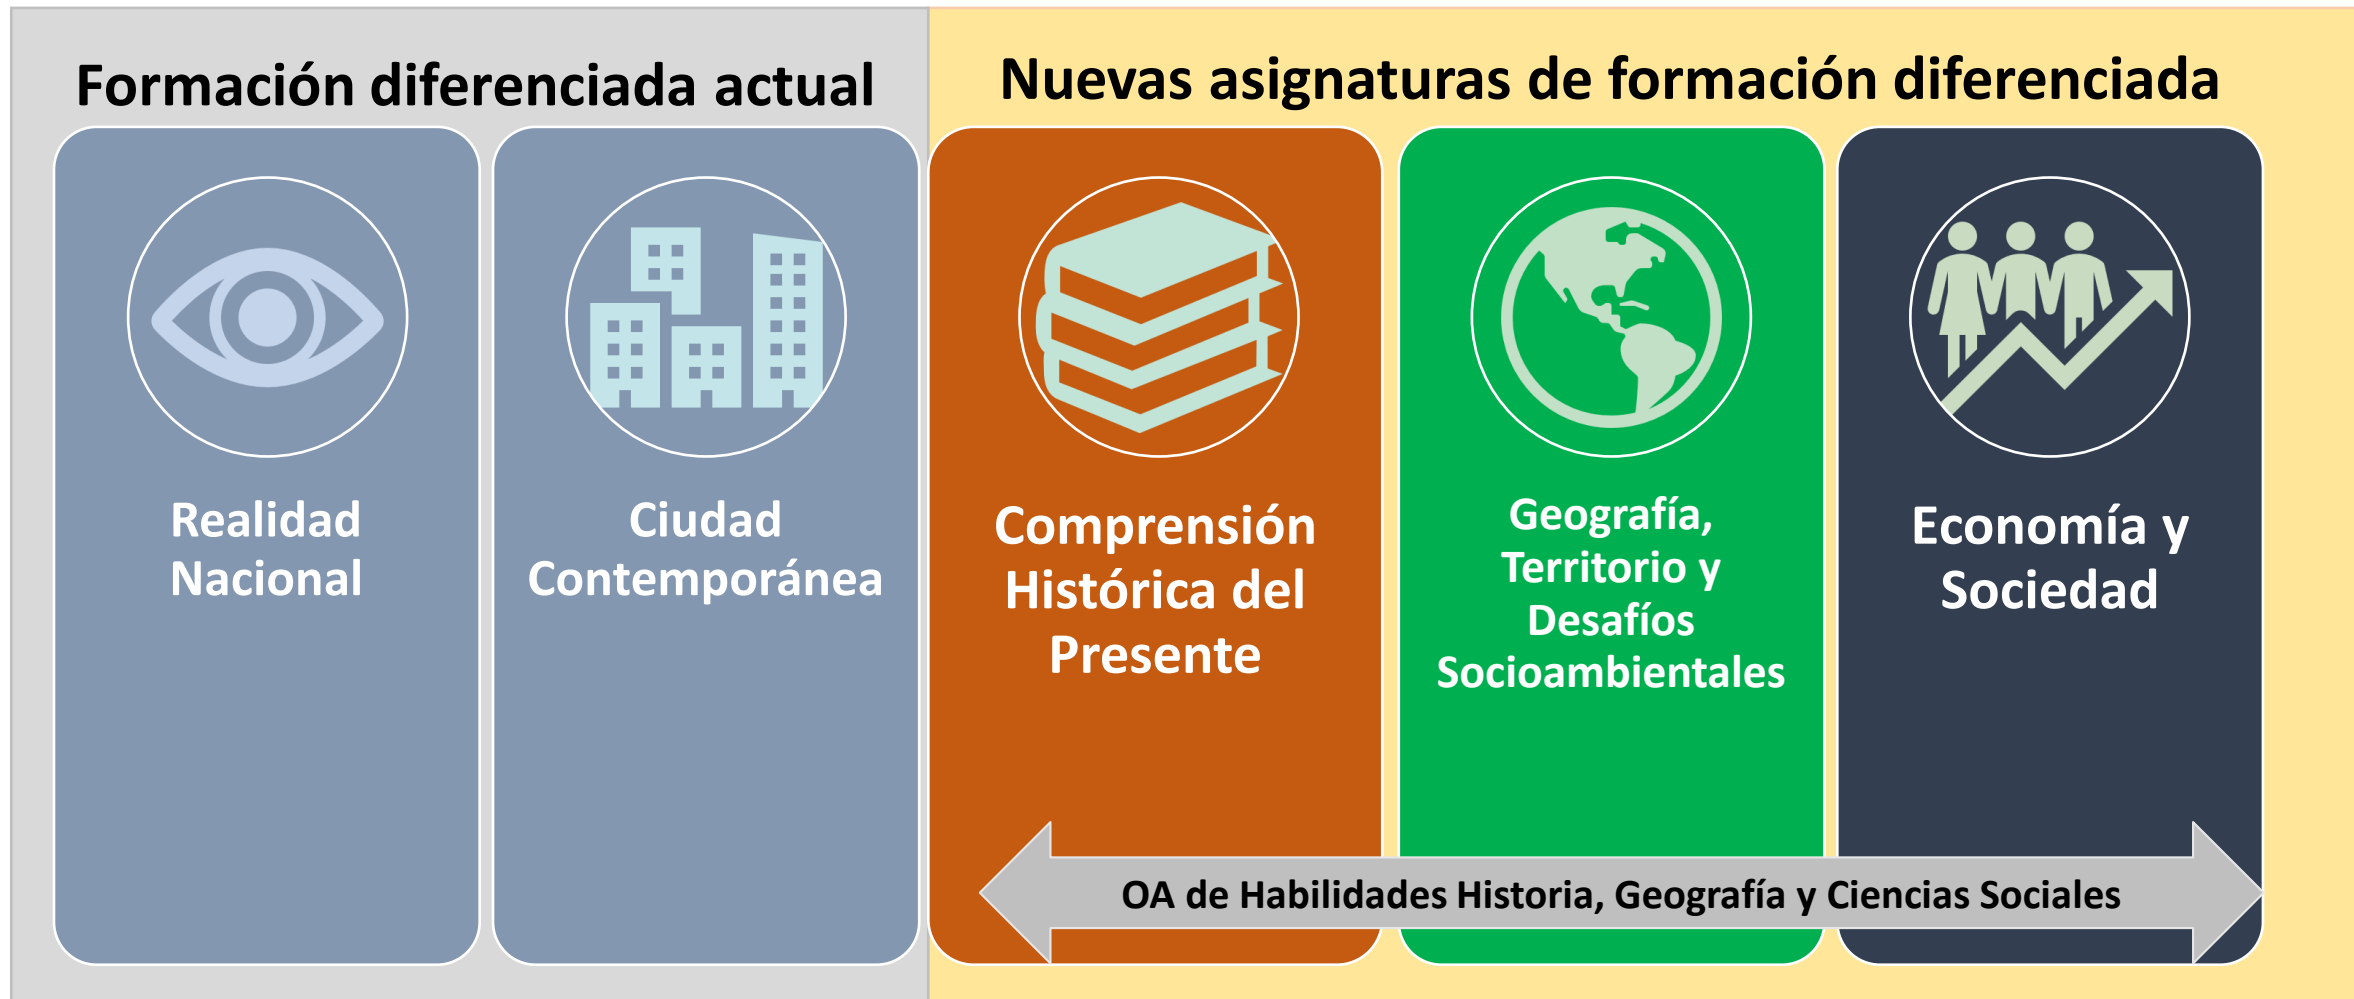 Formación diferenciada actual
Nuevas asignaturas de formación diferenciada
Realidad
Nacional
Ciudad
Contemporánea
Comprensión
Histórica del
Presente
Geografía,
Territorio y
Desafíos
Socioambientales
Economía y
Sociedad
OA de Habilidades Historia, Geografía y Ciencias Sociales